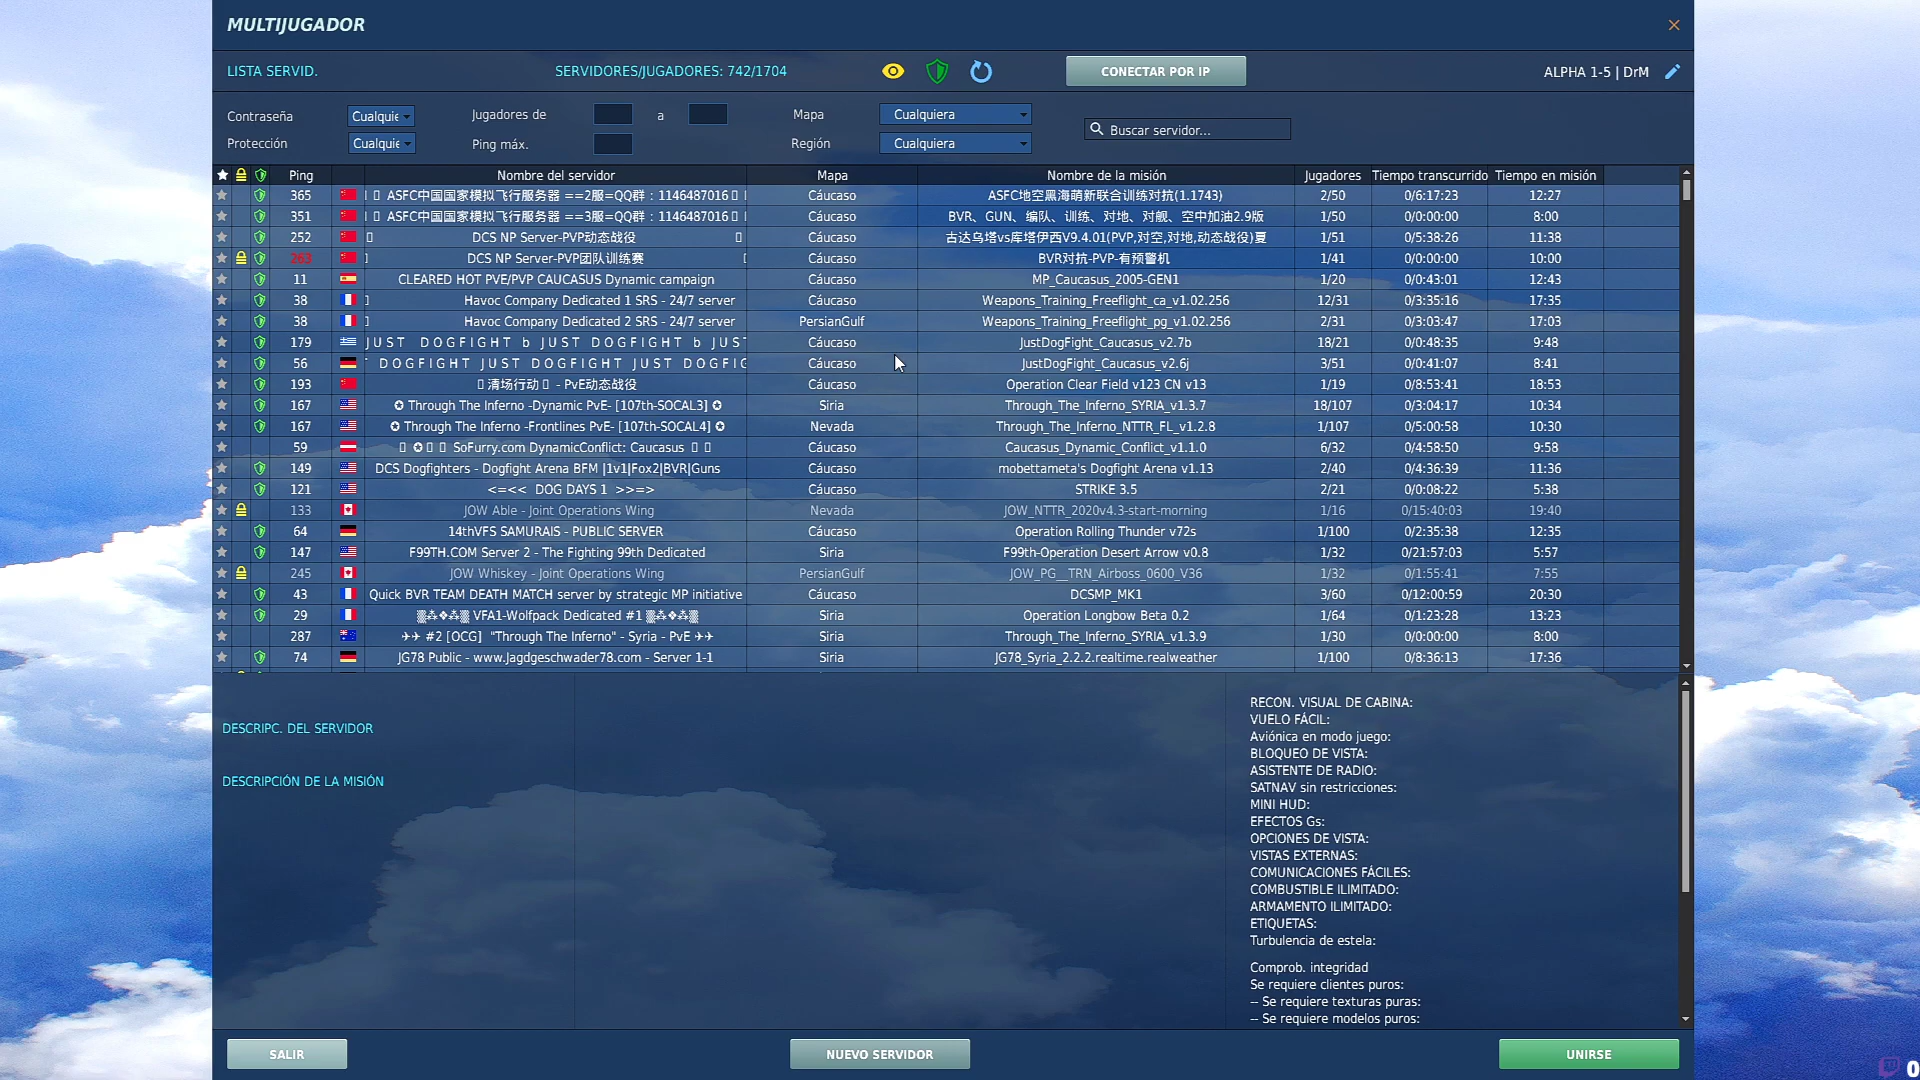 MULTIJUGADOR
LISTA SERVID. SERVIDORES/JUGADORES: 742/1704 CONECTAR POR IP ALPHA 1-5 | DrM
Contraseña Cualquie Jugadores de a Mapa Cualquiera
Protección Cualquie Ping máx. Región Cualquiera
Buscar servidor...
Ping Nombre del servidor Mapa Nombre de la misión Jugadores Tiempo transcurrido Tiempo en misión
365 ASFC中国国家模拟飞行服务器 ==2服=QQ群：1146487016 Cáucaso ASFC地空黑海萌新联合训练对抗(1.1743) 2/50 0/6:17:23 12:27
351 ASFC中国国家模拟飞行服务器 ==3服=QQ群：1146487016 Cáucaso BVR、GUN、编队、训练、对地、对舰、空中加油2.9版 1/50 0/0:00:00 8:00
252 DCS NP Server-PVP动态战役 Cáucaso 古达乌塔vs库塔伊西V9.4.01(PVP,对空,对地,动态战役)夏 1/51 0/5:38:26 11:38
263 DCS NP Server-PVP团队训练赛 Cáucaso BVR对抗-PVP-有预警机 1/41 0/0:00:00 10:00
11 CLEARED HOT PVE/PVP CAUCASUS Dynamic campaign Cáucaso MP_Caucasus_2005-GEN1 1/20 0/0:43:01 12:43
38 Havoc Company Dedicated 1 SRS - 24/7 server Cáucaso Weapons_Training_Freeflight_ca_v1.02.256 12/31 0/3:35:16 17:35
38 Havoc Company Dedicated 2 SRS - 24/7 server PersianGulf Weapons_Training_Freeflight_pg_v1.02.256 2/31 0/3:03:47 17:03
179 J U S T D O G F I G H T b J U S T D O G F I G H T b J U S T Cáucaso JustDogFight_Caucasus_v2.7b 18/21 0/0:48:35 9:48
56 T D O G F I G H T J U S T D O G F I G H T J U S T D O G F I G Cáucaso JustDogFight_Caucasus_v2.6j 3/51 0/0:41:07 8:41
193 清场行动 - PvE动态战役 Cáucaso Operation Clear Field v123 CN v13 1/19 0/8:53:41 18:53
167 ✪ Through The Inferno -Dynamic PvE- [107th-SOCAL3] ✪ Siria Through_The_Inferno_SYRIA_v1.3.7 18/107 0/3:04:17 10:34
167 ✪ Through The Inferno -Frontlines PvE- [107th-SOCAL4] ✪ Nevada Through_The_Inferno_NTTR_FL_v1.2.8 1/107 0/5:00:58 10:30
59 ✪ SoFurry.com DynamicConflict: Caucasus Cáucaso Caucasus_Dynamic_Conflict_v1.1.0 6/32 0/4:58:50 9:58
149 DCS Dogfighters - Dogfight Arena BFM |1v1|Fox2|BVR|Guns Cáucaso mobettameta's Dogfight Arena v1.13 2/40 0/4:36:39 11:36
121 <=<< DOG DAYS 1 >>=> Cáucaso STRIKE 3.5 2/21 0/0:08:22 5:38
133 JOW Able - Joint Operations Wing Nevada JOW_NTTR_2020v4.3-start-morning 1/16 0/15:40:03 19:40
64 14thVFS SAMURAIS - PUBLIC SERVER Cáucaso Operation Rolling Thunder v72s 1/100 0/2:35:38 12:35
147 F99TH.COM Server 2 - The Fighting 99th Dedicated Siria F99th-Operation Desert Arrow v0.8 1/32 0/21:57:03 5:57
245 JOW Whiskey - Joint Operations Wing PersianGulf JOW_PG__TRN_Airboss_0600_V36 1/32 0/1:55:41 7:55
43 Quick BVR TEAM DEATH MATCH server by strategic MP initiative Cáucaso DCSMP_MK1 3/60 0/12:00:59 20:30
29 ▒⁂❖⁂▒ VFA1-Wolfpack Dedicated #1 ▒⁂❖⁂▒ Siria Operation Longbow Beta 0.2 1/64 0/1:23:28 13:23
287 ✈✈ #2 [OCG] "Through The Inferno" - Syria - PvE ✈✈ Siria Through_The_Inferno_SYRIA_v1.3.9 1/30 0/0:00:00 8:00
74 JG78 Public - www.Jagdgeschwader78.com - Server 1-1 Siria JG78_Syria_2.2.2.realtime.realweather 1/100 0/8:36:13 17:36
DESCRIPC. DEL SERVIDOR
DESCRIPCIÓN DE LA MISIÓN
RECON. VISUAL DE CABINA:
VUELO FÁCIL:
Aviónica en modo juego:
BLOQUEO DE VISTA:
ASISTENTE DE RADIO:
SATNAV sin restricciones:
MINI HUD:
EFECTOS Gs:
OPCIONES DE VISTA:
VISTAS EXTERNAS:
COMUNICACIONES FÁCILES:
COMBUSTIBLE ILIMITADO:
ARMAMENTO ILIMITADO:
ETIQUETAS:
Turbulencia de estela:
Comprob. integridad
Se requiere clientes puros:
-- Se requiere texturas puras:
-- Se requiere modelos puros:
SALIR NUEVO SERVIDOR UNIRSE
0